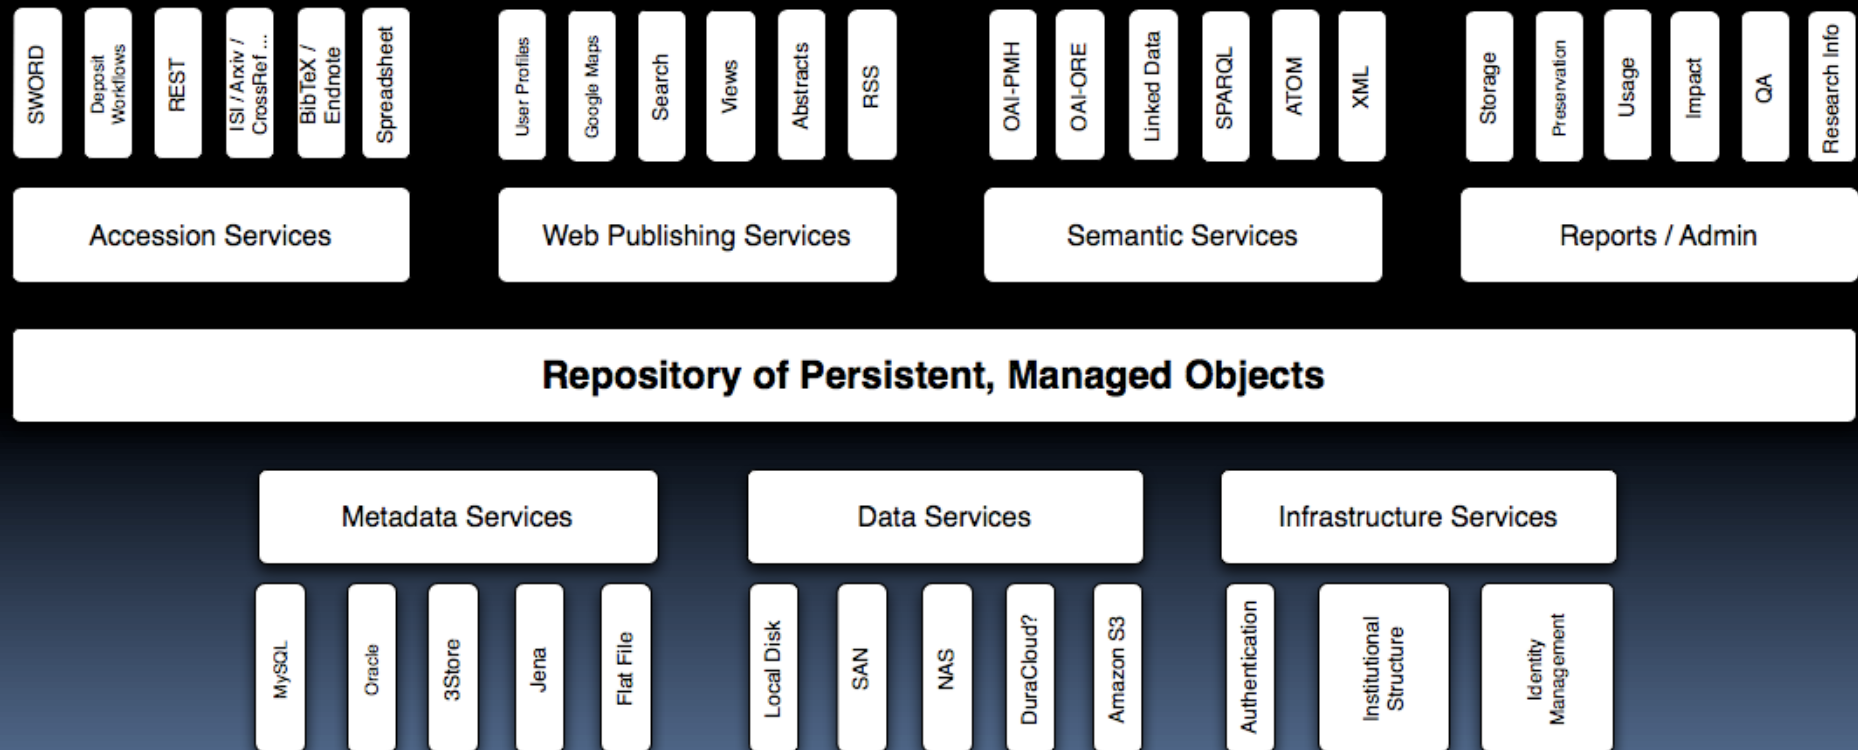 SWORD
Deposit
Workflows
REST
ISI / Arxiv /
CrossRef ...
BibTeX /
Endnote
Spreadsheet
User Profiles
Google Maps
Search
Views
Abstracts
RSS
OAI-PMH
OAI-ORE
Linked Data
SPARQL
ATOM
XML
Storage
Preservation
Usage
Impact
QA
Research Info
Accession Services
Web Publishing Services
Semantic Services
Reports / Admin
Repository of Persistent, Managed Objects
Metadata Services
Data Services
Infrastructure Services
MySQL
Oracle
3Store
Jena
Flat File
Local Disk
SAN
NAS
DuraCloud?
Amazon S3
Authentication
Institutional
Structure
Identity
Management